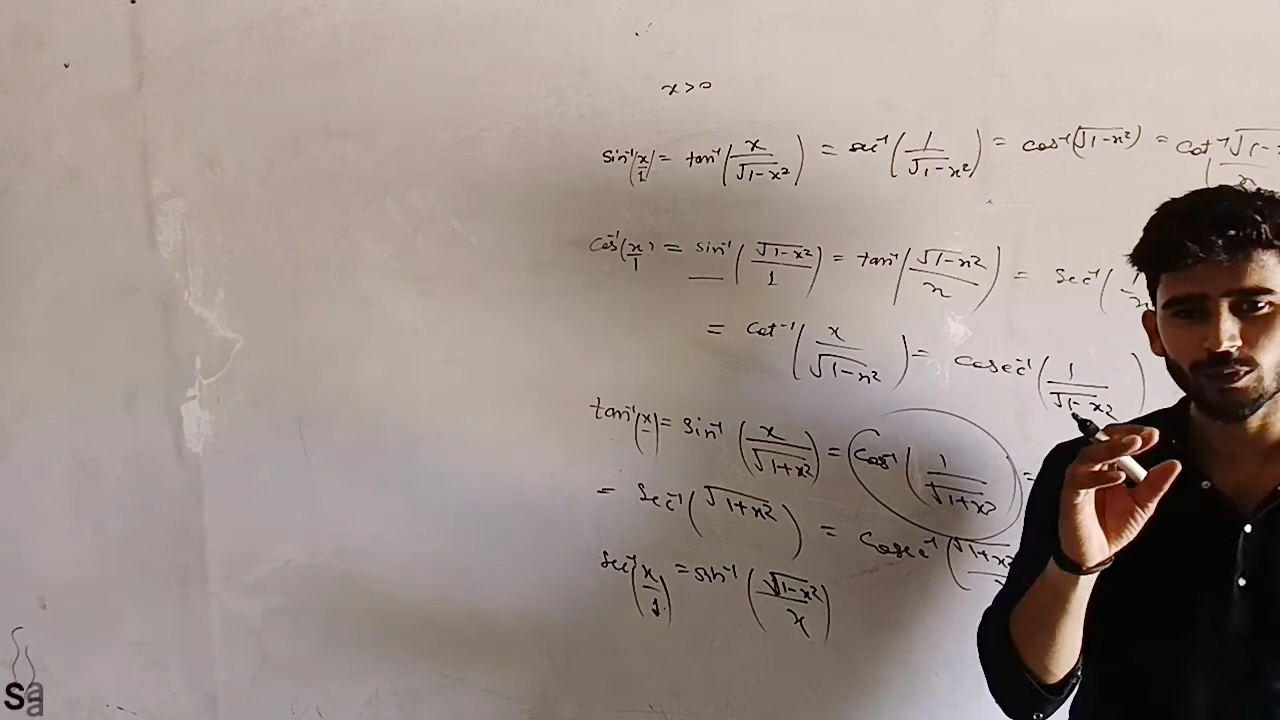 x>0
sin⁻¹(x/1) = tan⁻¹(x/√1-x²) = sec⁻¹(1/√1-x²) = cos⁻¹(√1-x²) = Cot⁻¹(√1-
Cos⁻¹(x/1) = sin⁻¹(√1-x²/1) = tan⁻¹(√1-x²/x) = Sec⁻¹(1/x
= Cot⁻¹(x/√1-x²) = Cosec⁻¹(1/√1-x²)
tan⁻¹(x) = Sin⁻¹(x/√1+x²) = Cos⁻¹(1/√1+x²) =
= Sec⁻¹(√1+x²) = Cosec⁻¹(√1+x²
Sec⁻¹(x/1) = sin⁻¹(√1-x²/x)
sa